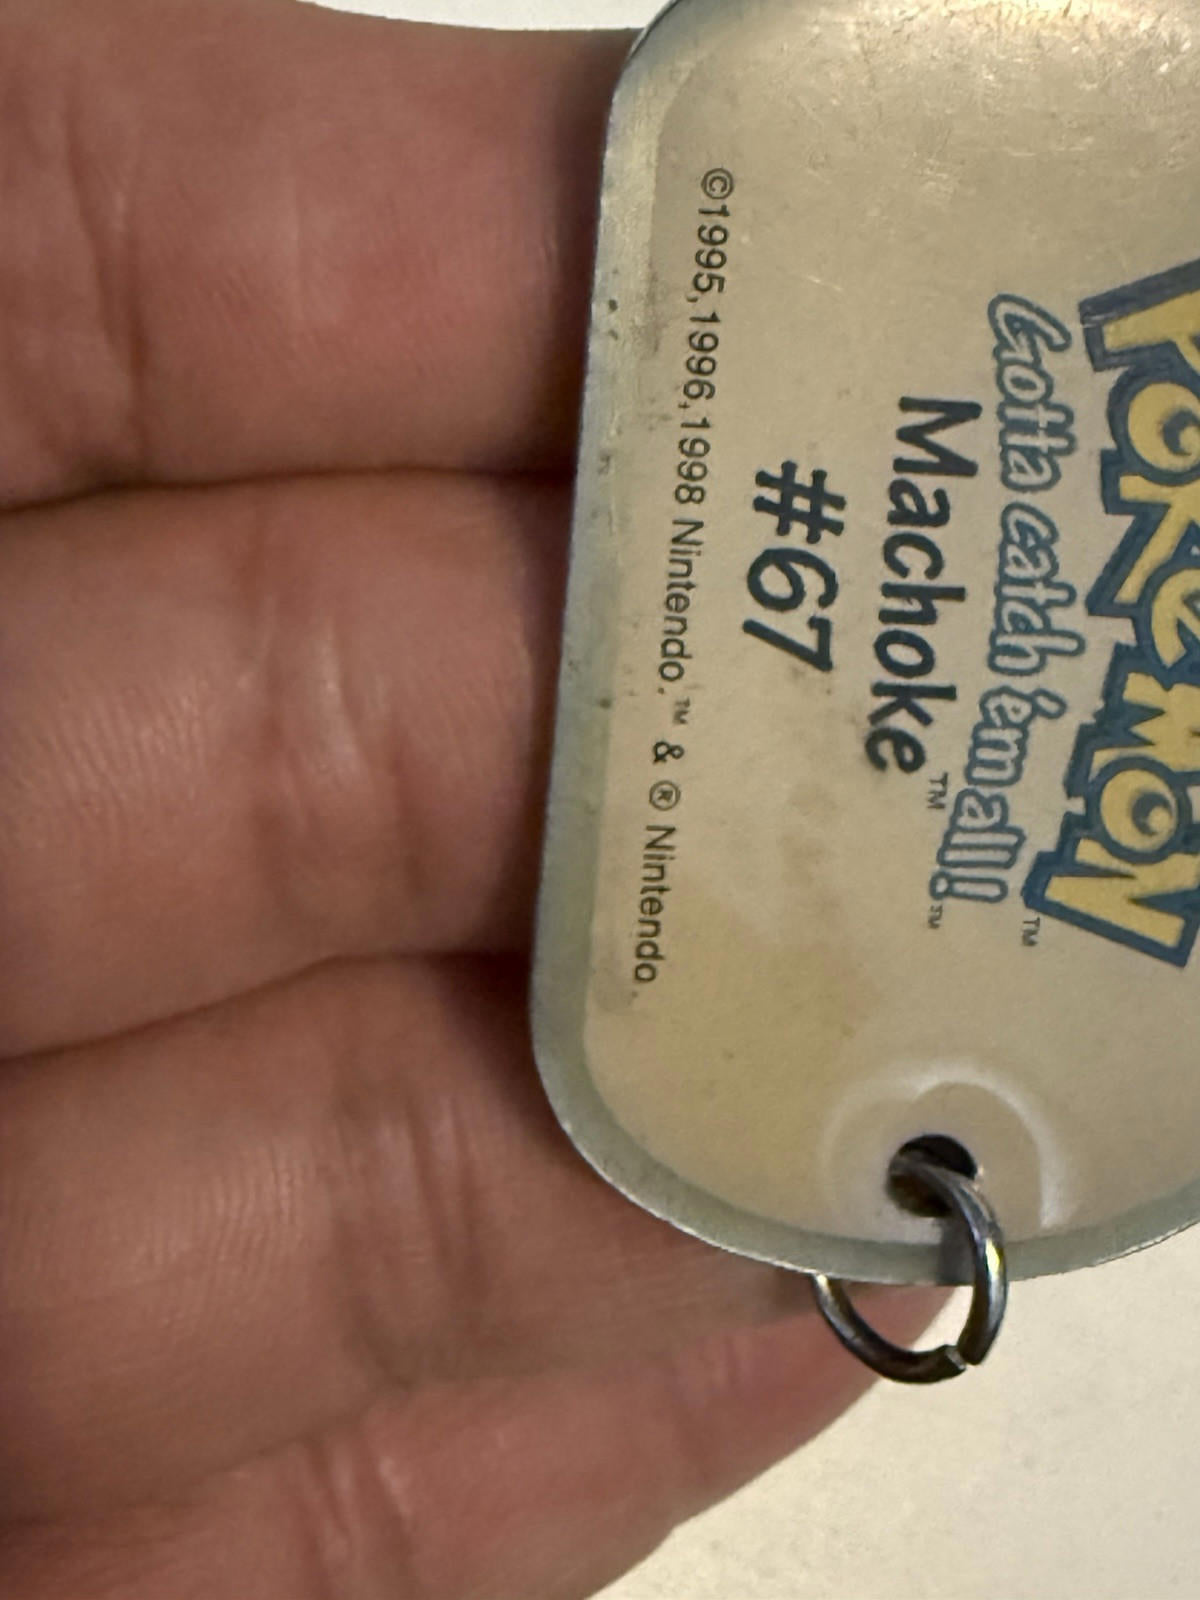 POKéMON™
Gotta catch 'em all!™
Machoke™
#67
©1995,1996,1998 Nintendo.™ & ® Nintendo.